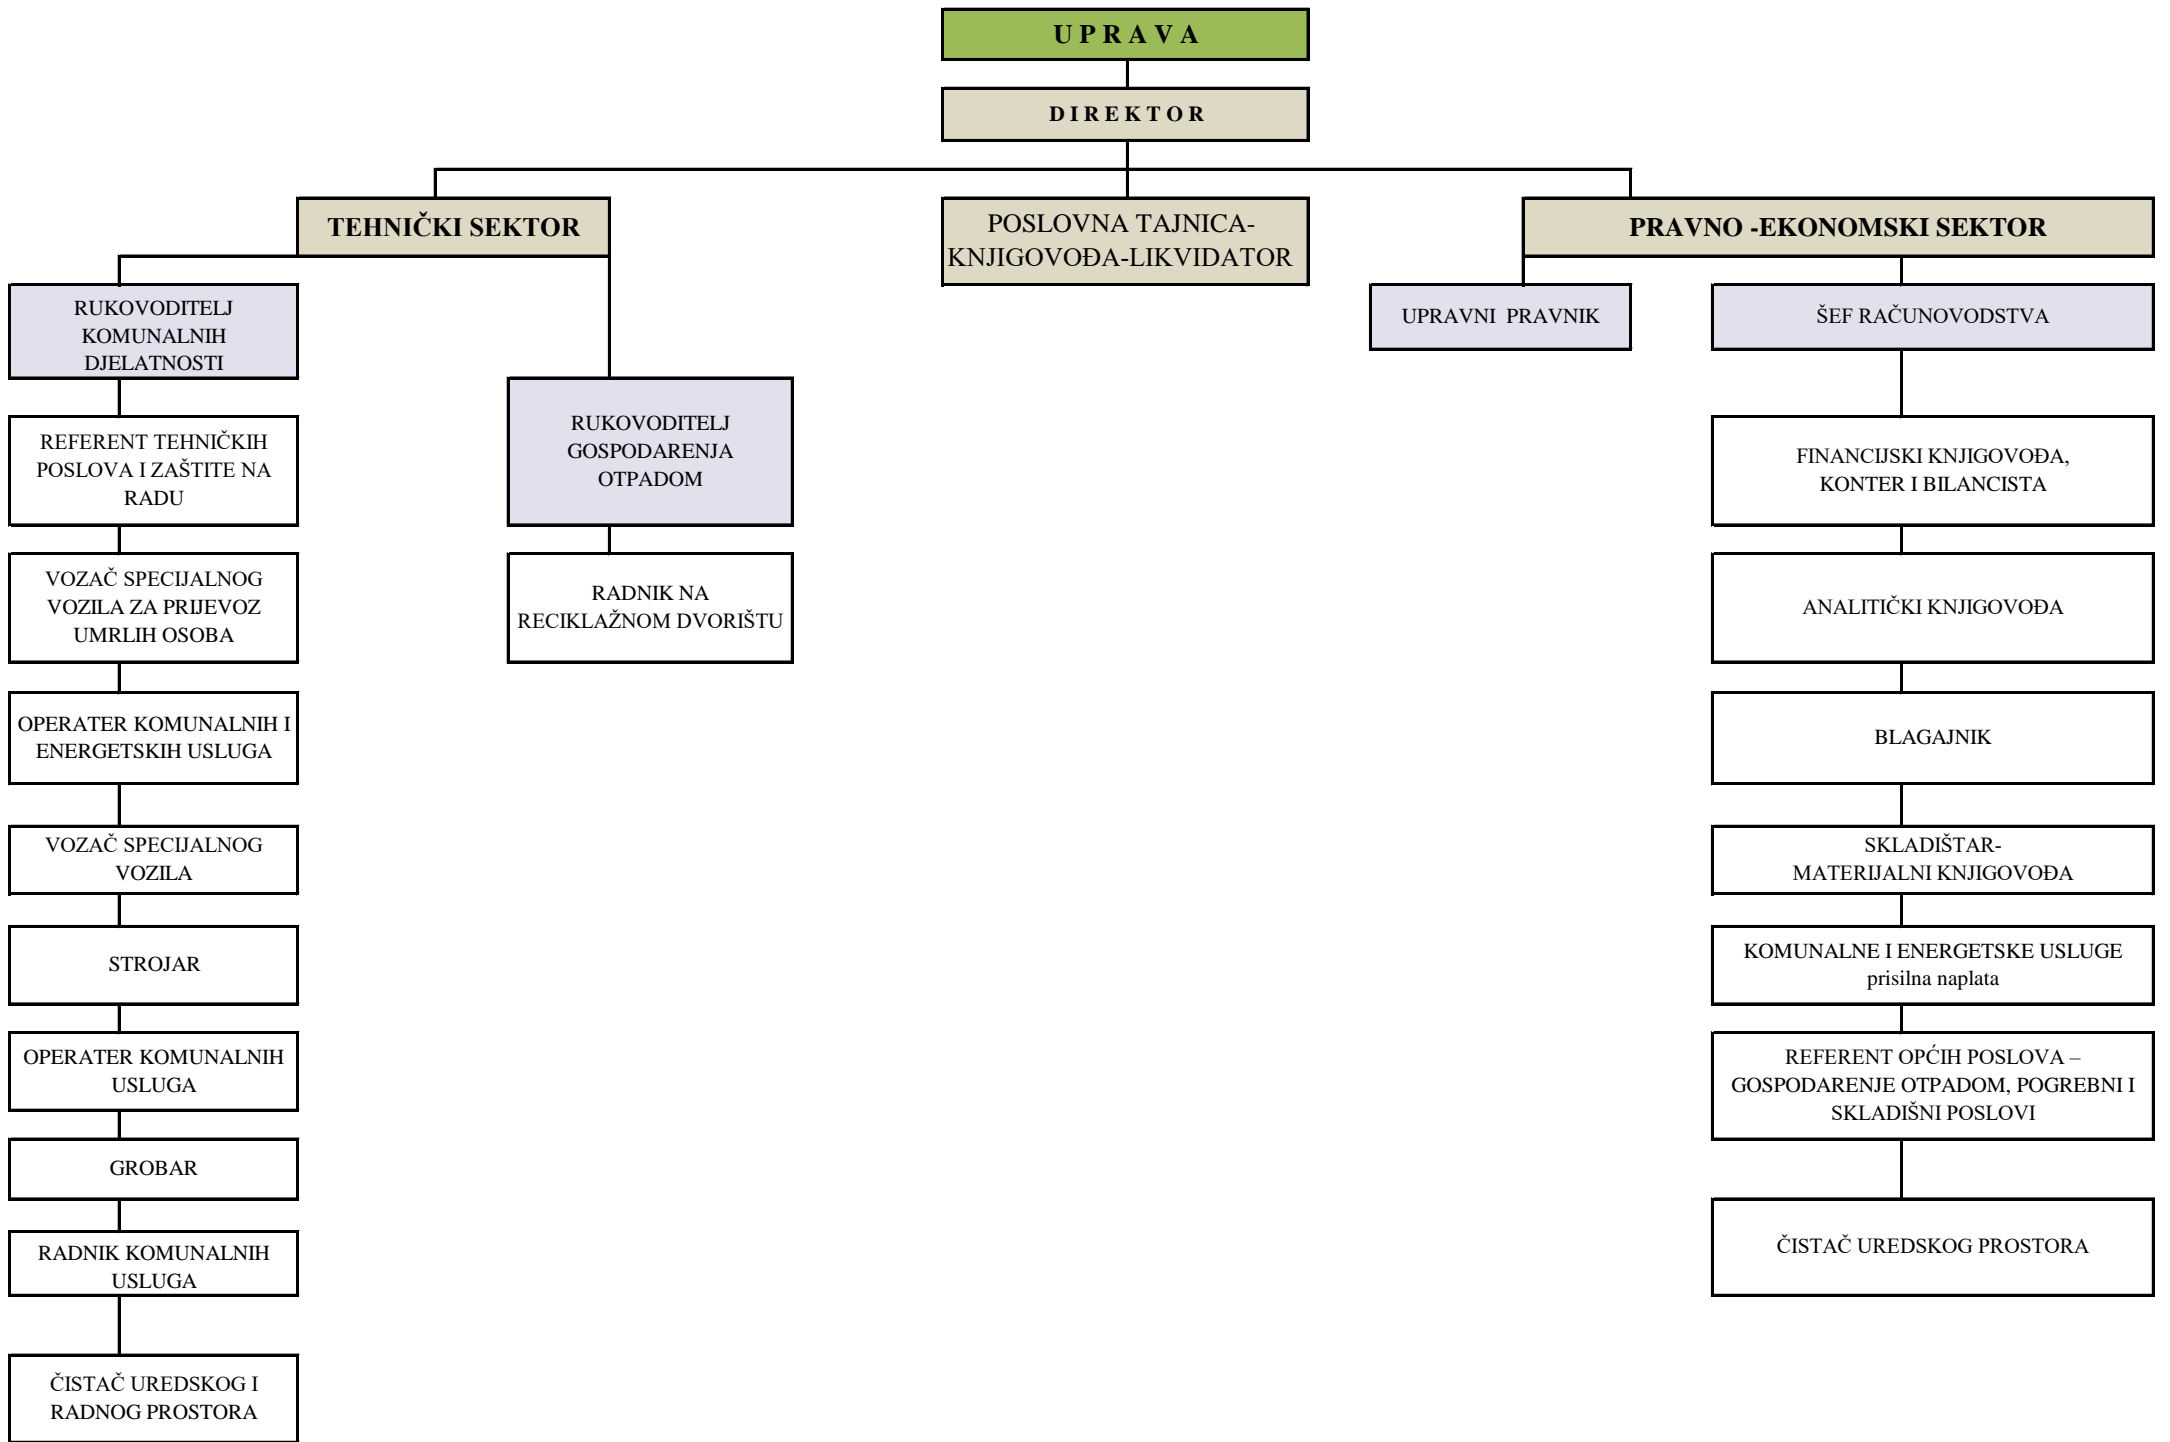 U P R A V A
D I R E K T O R
TEHNIČKI SEKTOR
POSLOVNA TAJNICA-
KNJIGOVOĐA-LIKVIDATOR
PRAVNO -EKONOMSKI SEKTOR
RUKOVODITELJ
KOMUNALNIH
DJELATNOSTI
REFERENT TEHNIČKIH
POSLOVA I ZAŠTITE NA
RADU
VOZAČ SPECIJALNOG
VOZILA ZA PRIJEVOZ
UMRLIH OSOBA
OPERATER KOMUNALNIH I
ENERGETSKIH USLUGA
VOZAČ SPECIJALNOG
VOZILA
STROJAR
OPERATER KOMUNALNIH
USLUGA
GROBAR
RADNIK KOMUNALNIH
USLUGA
ČISTAČ UREDSKOG I
RADNOG PROSTORA
RUKOVODITELJ
GOSPODARENJA
OTPADOM
RADNIK NA
RECIKLAŽNOM DVORIŠTU
UPRAVNI PRAVNIK
ŠEF RAČUNOVODSTVA
FINANCIJSKI KNJIGOVOĐA,
KONTER I BILANCISTA
ANALITIČKI KNJIGOVOĐA
BLAGAJNIK
SKLADIŠTAR-
MATERIJALNI KNJIGOVOĐA
KOMUNALNE I ENERGETSKE USLUGE
prisilna naplata
REFERENT OPĆIH POSLOVA –
GOSPODARENJE OTPADOM, POGREBNI I
SKLADIŠNI POSLOVI
ČISTAČ UREDSKOG PROSTORA